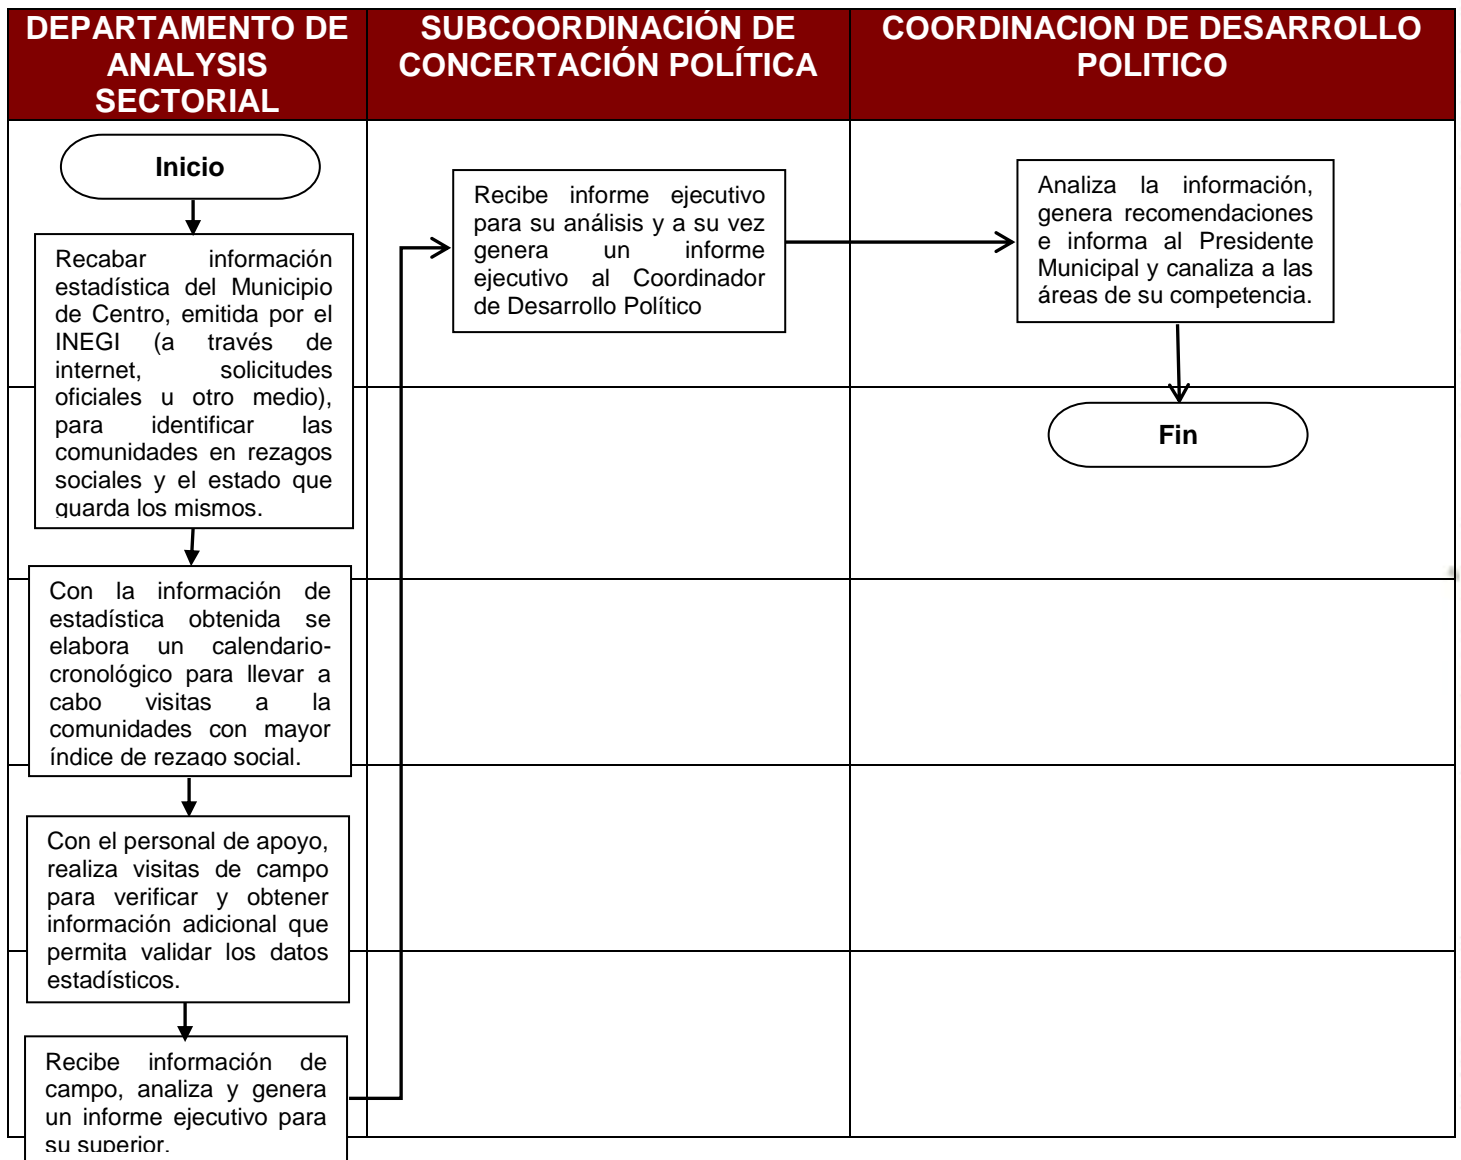 DEPARTAMENTO DE
ANALYSIS
SECTORIAL
SUBCOORDINACIÓN DE
CONCERTACIÓN POLÍTICA
COORDINACION DE DESARROLLO
POLITICO
Inicio
Recabar información
estadística del Municipio
de Centro, emitida por el
INEGI (a través de
internet, solicitudes
oficiales u otro medio),
para identificar las
comunidades en rezagos
sociales y el estado que
guarda los mismos.
Con la información de
estadística obtenida se
elabora un calendario-
cronológico para llevar a
cabo visitas a la
comunidades con mayor
índice de rezago social.
Con el personal de apoyo,
realiza visitas de campo
para verificar y obtener
información adicional que
permita validar los datos
estadísticos.
Recibe información de
campo, analiza y genera
un informe ejecutivo para
su superior.
Recibe informe ejecutivo
para su análisis y a su vez
genera un informe
ejecutivo al Coordinador
de Desarrollo Político
Analiza la información,
genera recomendaciones
e informa al Presidente
Municipal y canaliza a las
áreas de su competencia.
Fin